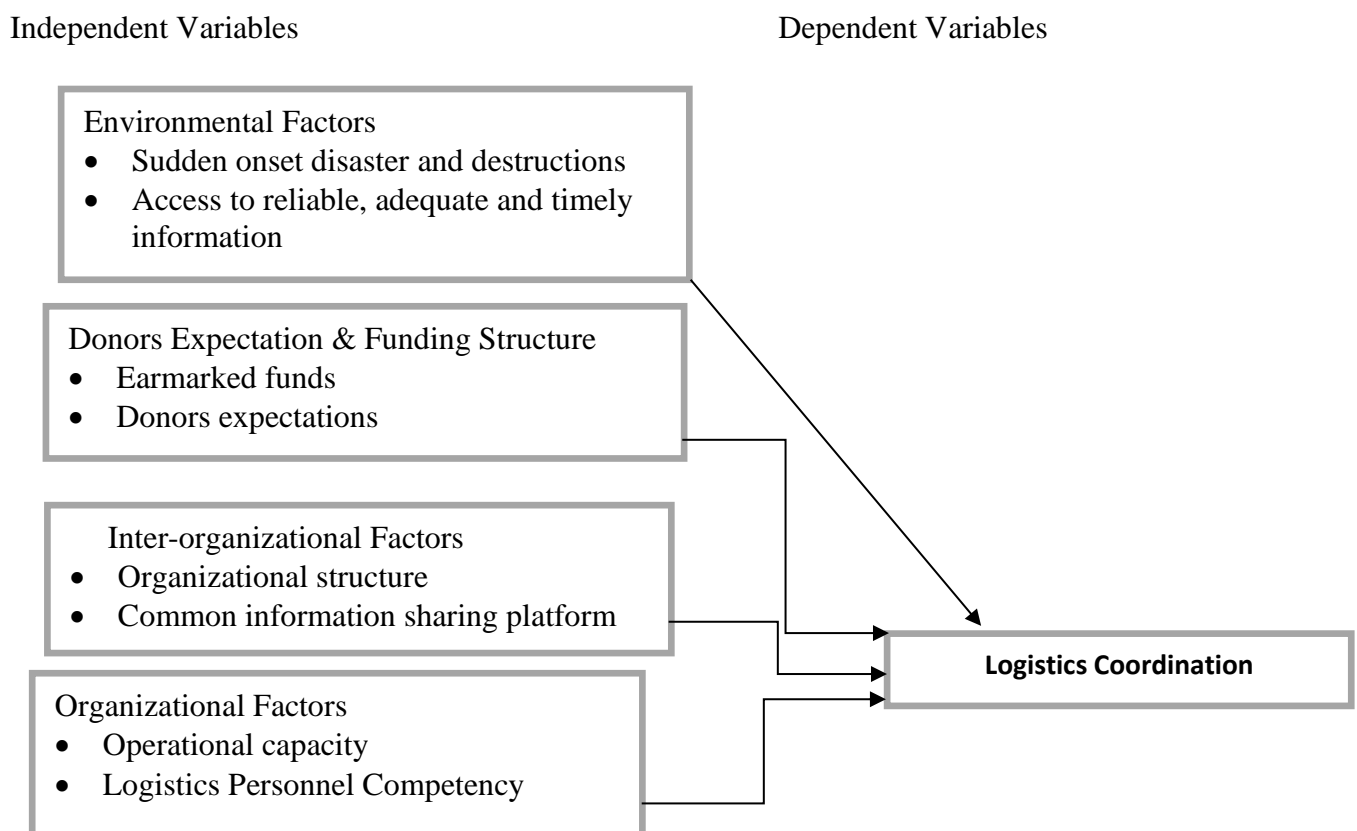 Independent Variables
Dependent Variables
Environmental Factors
• Sudden onset disaster and destructions
• Access to reliable, adequate and timely
information
Donors Expectation & Funding Structure
• Earmarked funds
• Donors expectations
Inter-organizational Factors
• Organizational structure
• Common information sharing platform
Logistics Coordination
Organizational Factors
• Operational capacity
• Logistics Personnel Competency